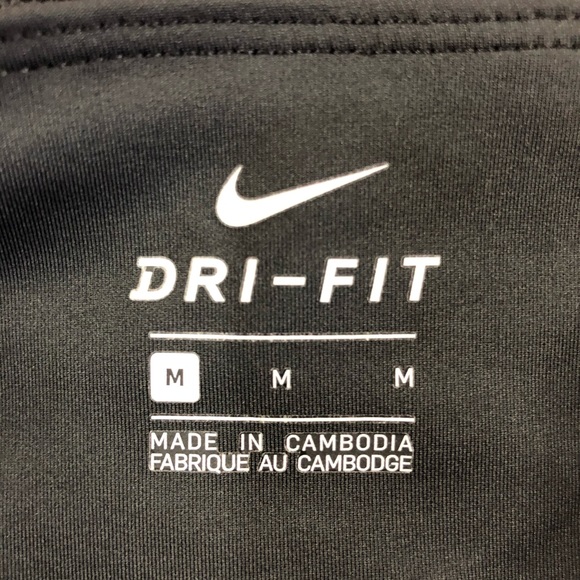 DRI-FIT
M M M
MADE IN CAMBODIA
FABRIQUE AU CAMBODGE